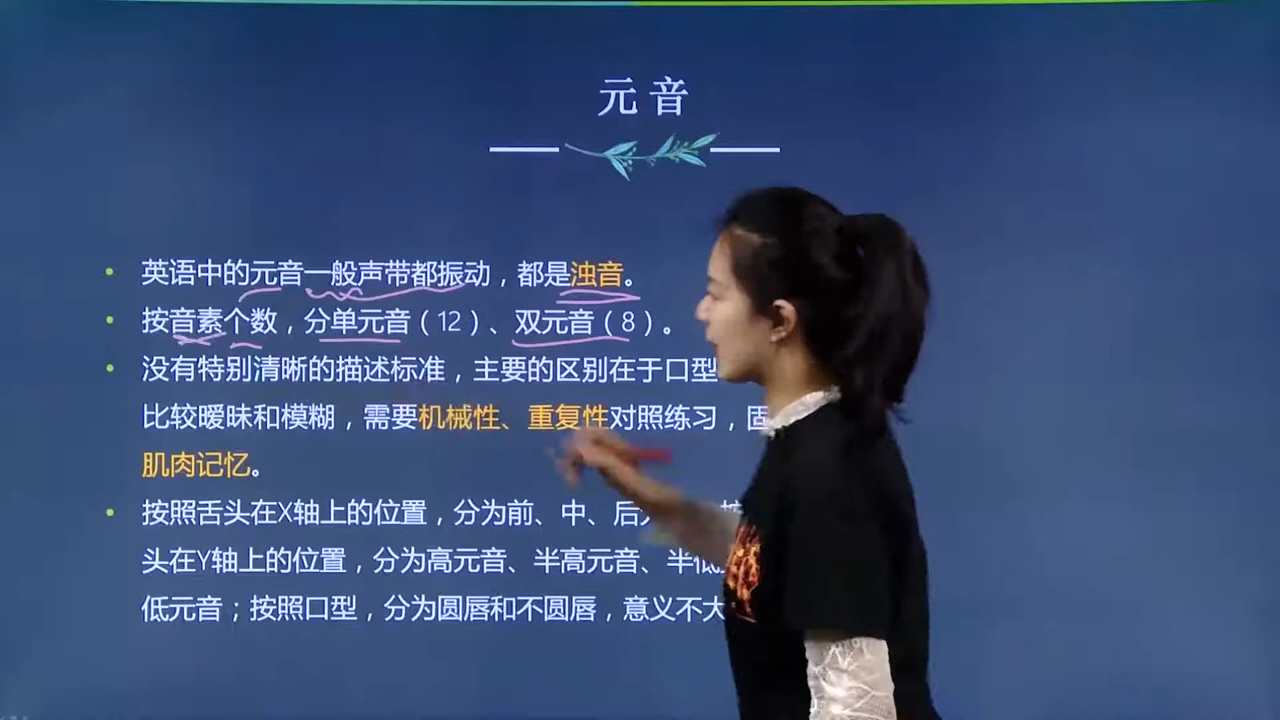 元音
英语中的元音一般声带都振动，都是浊音。
按音素个数，分单元音（12）、双元音（8）。
没有特别清晰的描述标准，主要的区别在于口型
比较暧昧和模糊，需要机械性、重复性对照练习，固
肌肉记忆。
按照舌头在X轴上的位置，分为前、中、后
头在Y轴上的位置，分为高元音、半高元音、半低
低元音；按照口型，分为圆唇和不圆唇，意义不大